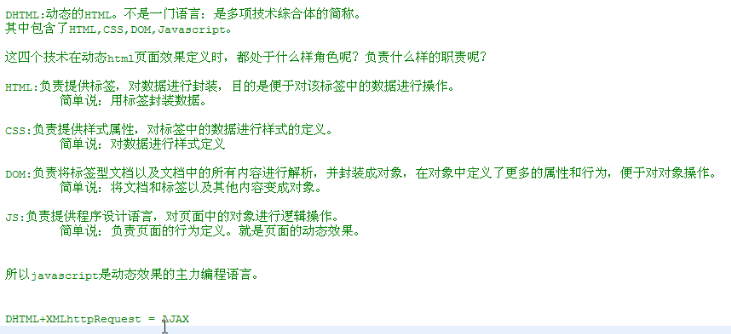 DHTML:动态的HTML。不是一门语言：是多项技术综合体的简称。
其中包含了HTML,CSS,DOM,Javascript。
这四个技术在动态html页面效果定义时，都处于什么样角色呢？负责什么样的职责呢？
HTML:负责提供标签，对数据进行封装，目的是便于对该标签中的数据进行操作。
简单说：用标签封装数据。
CSS:负责提供样式属性，对标签中的数据进行样式的定义。
简单说：对数据进行样式定义
DOM:负责将标签型文档以及文档中的所有内容进行解析，并封装成对象，在对象中定义了更多的属性和行为，便于对对象操作。
简单说：将文档和标签以及其他内容变成对象。
JS:负责提供程序设计语言，对页面中的对象进行逻辑操作。
简单说：负责页面的行为定义。就是页面的动态效果。
所以javascript是动态效果的主力编程语言。
DHTML+XMLhttpRequest = AJAX